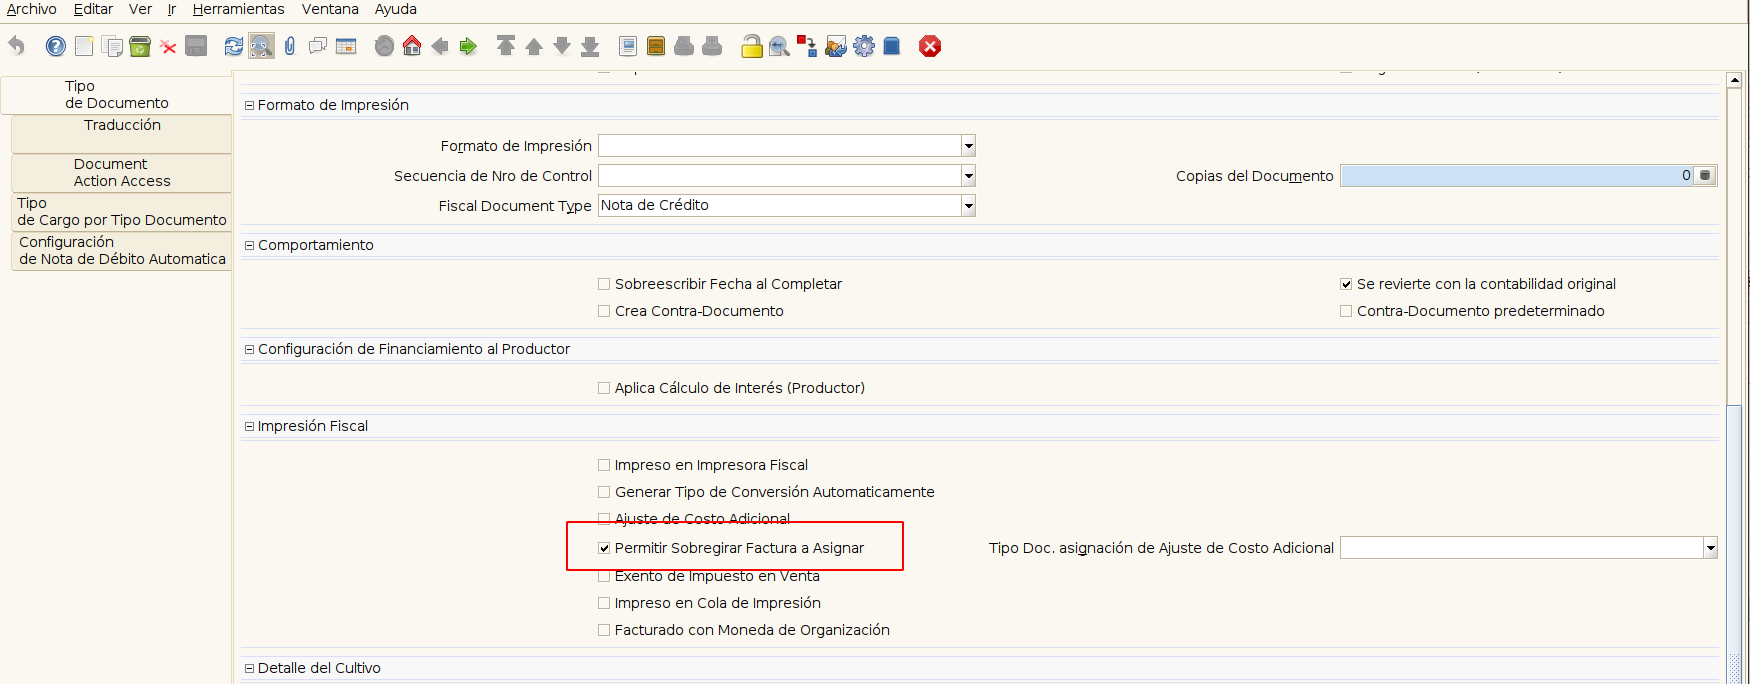 Archivo Editar Ver Ir Herramientas Ventana Ayuda
Tipo
de Documento
Traducción
Document
Action Access
Tipo
de Cargo por Tipo Documento
Configuración
de Nota de Débito Automatica
Formato de Impresión
Formato de Impresión
Secuencia de Nro de Control
Copias del Documento 0
Fiscal Document Type Nota de Crédito
Comportamiento
Sobreescribir Fecha al Completar
Se revierte con la contabilidad original
Crea Contra-Documento
Contra-Documento predeterminado
Configuración de Financiamiento al Productor
Aplica Cálculo de Interés (Productor)
Impresión Fiscal
Impreso en Impresora Fiscal
Generar Tipo de Conversión Automaticamente
Ajuste de Costo Adicional
Permitir Sobregirar Factura a Asignar
Tipo Doc. asignación de Ajuste de Costo Adicional
Exento de Impuesto en Venta
Impreso en Cola de Impresión
Facturado con Moneda de Organización
Detalle del Cultivo